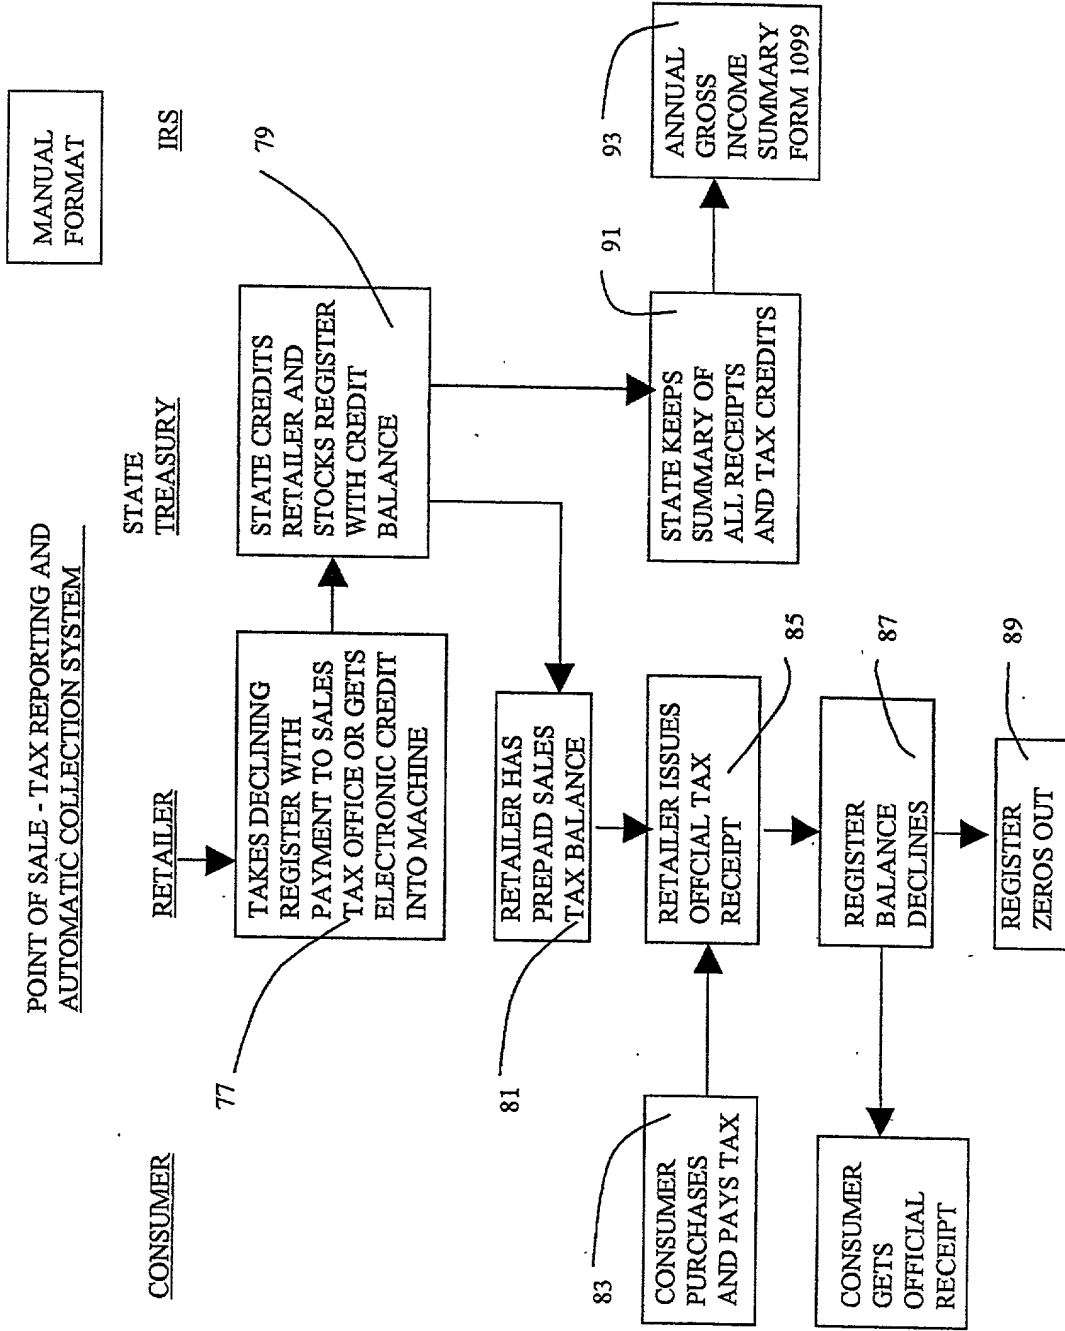 POINT OF SALE - TAX REPORTING AND
AUTOMATIC COLLECTION SYSTEM
MANUAL
FORMAT
CONSUMER
RETAILER
STATE
TREASURY
IRS
TAKES DECLINING
REGISTER WITH
PAYMENT TO SALES
TAX OFFICE OR GETS
ELECTRONIC CREDIT
INTO MACHINE
77
STATE CREDITS
RETAILER AND
STOCKS REGISTER
WITH CREDIT
BALANCE
79
RETAILER HAS
PREPAID SALES
TAX BALANCE
81
CONSUMER
PURCHASES
AND PAYS TAX
83
RETAILER ISSUES
OFFCIAL TAX
RECEIPT
85
STATE KEEPS
SUMMARY OF
ALL RECEIPTS
AND TAX CREDITS
91
ANNUAL
GROSS
INCOME
SUMMARY
FORM 1099
93
CONSUMER
GETS
OFFICIAL
RECEIPT
REGISTER
BALANCE
DECLINES
87
REGISTER
ZEROS OUT
89